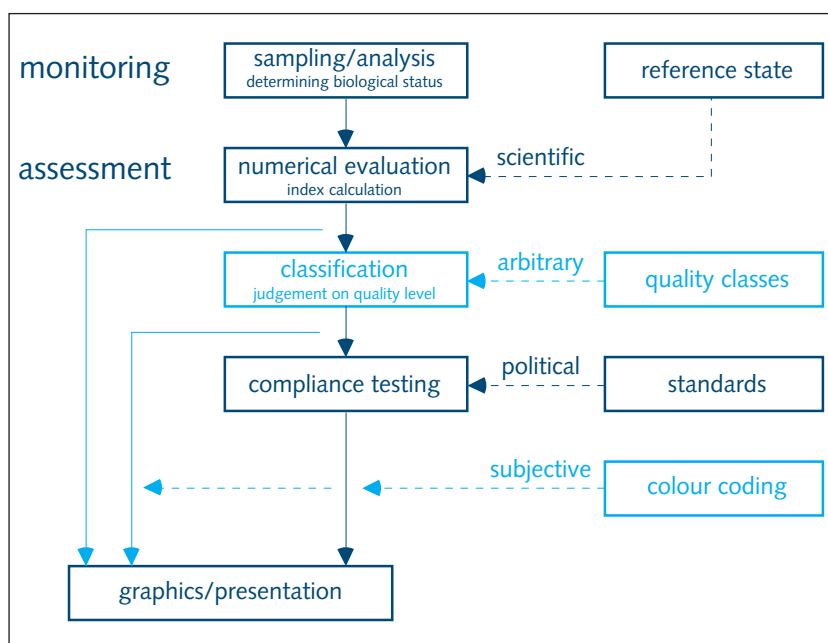 monitoring
sampling/analysis
determining biological status
reference state
assessment
numerical evaluation
index calculation
scientific
classification
judgement on quality level
arbitrary
quality classes
compliance testing
political
standards
subjective
colour coding
graphics/presentation